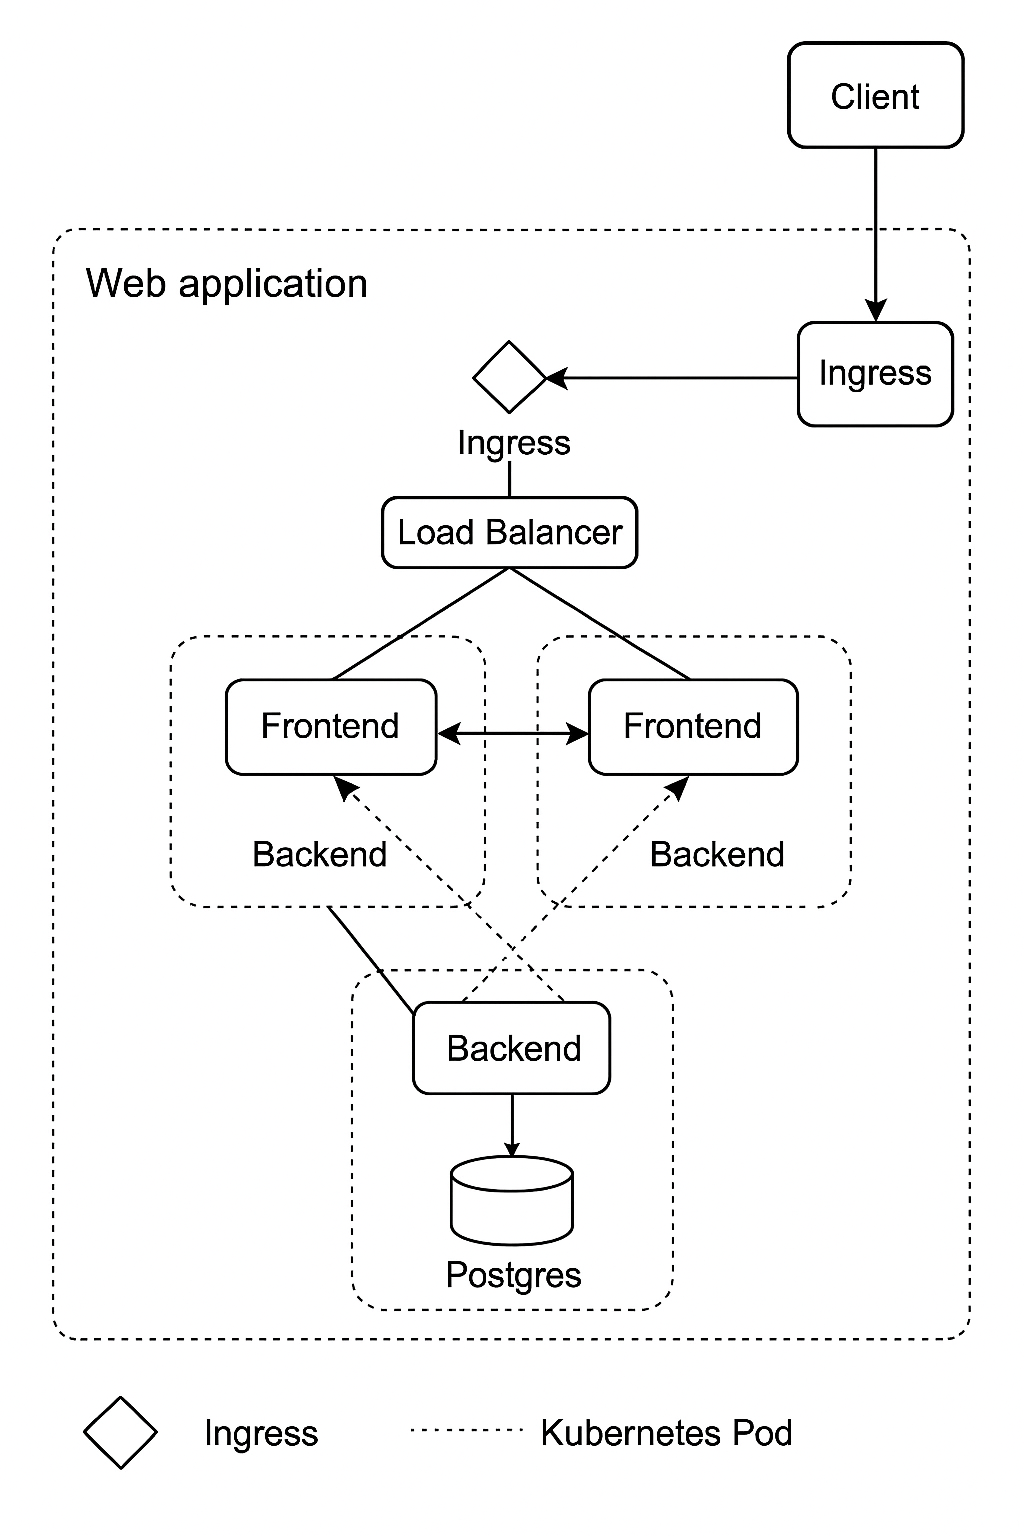 Client
Web application
Ingress
Ingress
Load Balancer
Frontend
Frontend
Backend
Backend
Backend
Postgres
Ingress
Kubernetes Pod